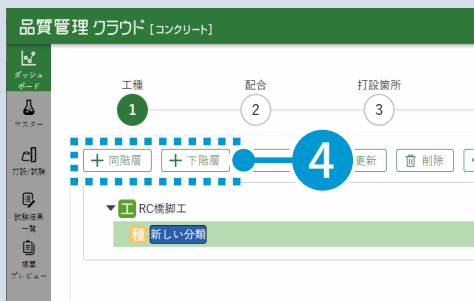 品質管理 クラウド [コンクリート]
ダッシュ
ボード
マスター
打設/試験
試験結果
一覧
帳票
プレビュー
工種
配合
打設箇所
1
2
3
+ 同階層
+ 下階層
4
更新
削除
▼ 工 RC橋脚工
種 新しい分類